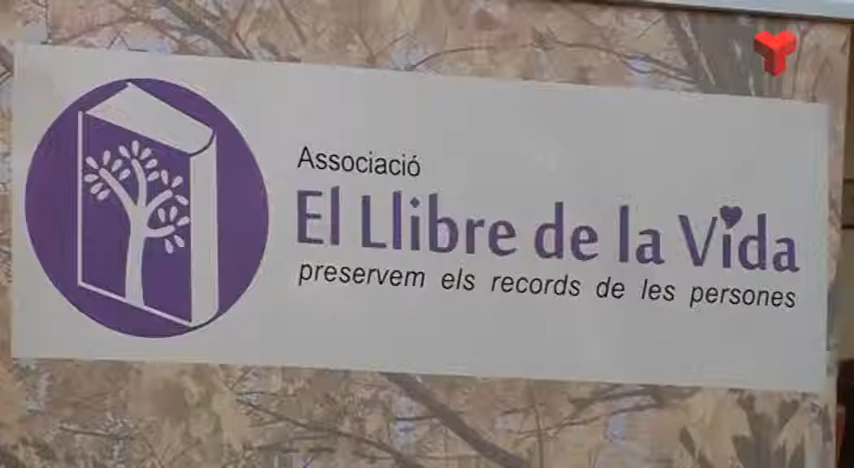 Associació
El Llibre de la Vida
preservem els records de les persones